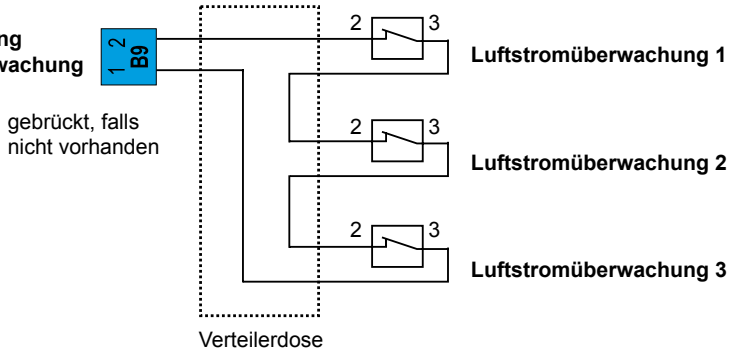 ng
wachung
1 2
B9
gebrückt, falls
nicht vorhanden
2 3
Luftstromüberwachung 1
2 3
Luftstromüberwachung 2
2 3
Luftstromüberwachung 3
Verteilerdose